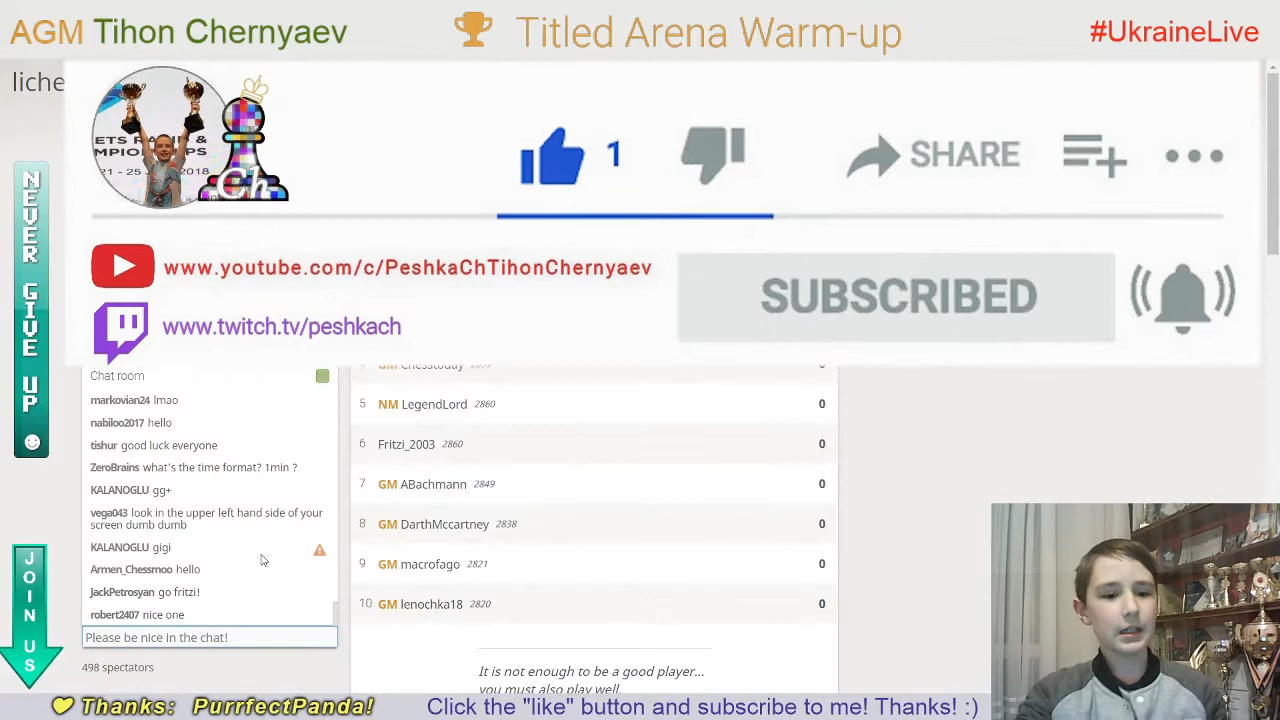 AGM Tihon Chernyaev
Titled Arena Warm-up
#UkraineLive
liche
NEVER GIVE UP
Ch
1
SHARE
www.youtube.com/c/PeshkaChTihonChernyaev
SUBSCRIBED
www.twitch.tv/peshkach
Chat room
markovian24 lmao
nabiloo2017 hello
tishur good luck everyone
ZeroBrains what's the time format? 1min ?
KALANOGLU gg+
vega043 look in the upper left hand side of your
screen dumb dumb
KALANOGLU gigi
Armen_Chessmoo hello
JackPetrosyan go fritzi!
robert2407 nice one
Please be nice in the chat!
498 spectators
5 NM LegendLord 2860 0
6 Fritzi_2003 2860 0
7 GM ABachmann 2849 0
8 GM DarthMccartney 2838 0
9 GM macrofago 2821 0
10 GM lenochka18 2820 0
It is not enough to be a good player...
you must also play well.
JOIN US
Thanks: PurrfectPanda!
Click the "like" button and subscribe to me! Thanks! :)